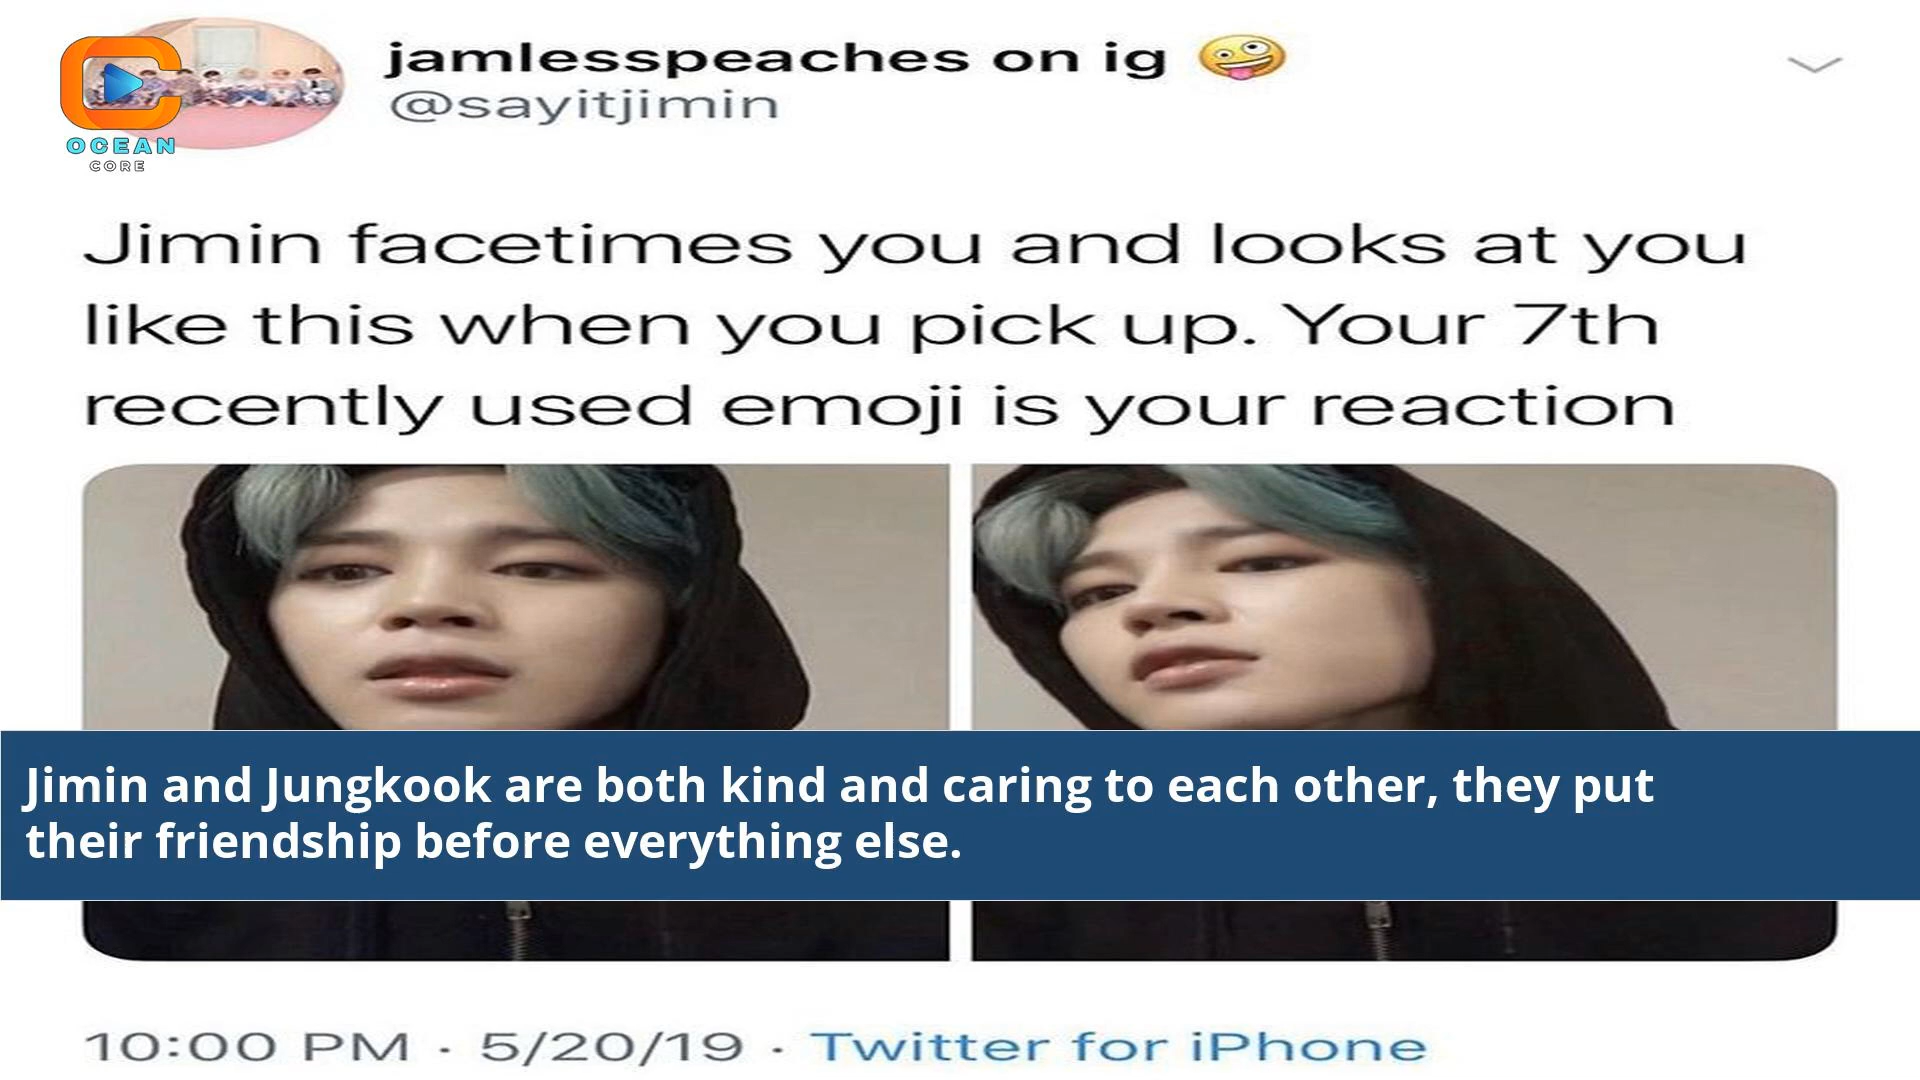 jamlesspeaches on ig 🤪
@sayitjimin
OCEAN
CORE
Jimin facetimes you and looks at you
like this when you pick up. Your 7th
recently used emoji is your reaction
Jimin and Jungkook are both kind and caring to each other, they put
their friendship before everything else.
10:00 PM · 5/20/19 · Twitter for iPhone